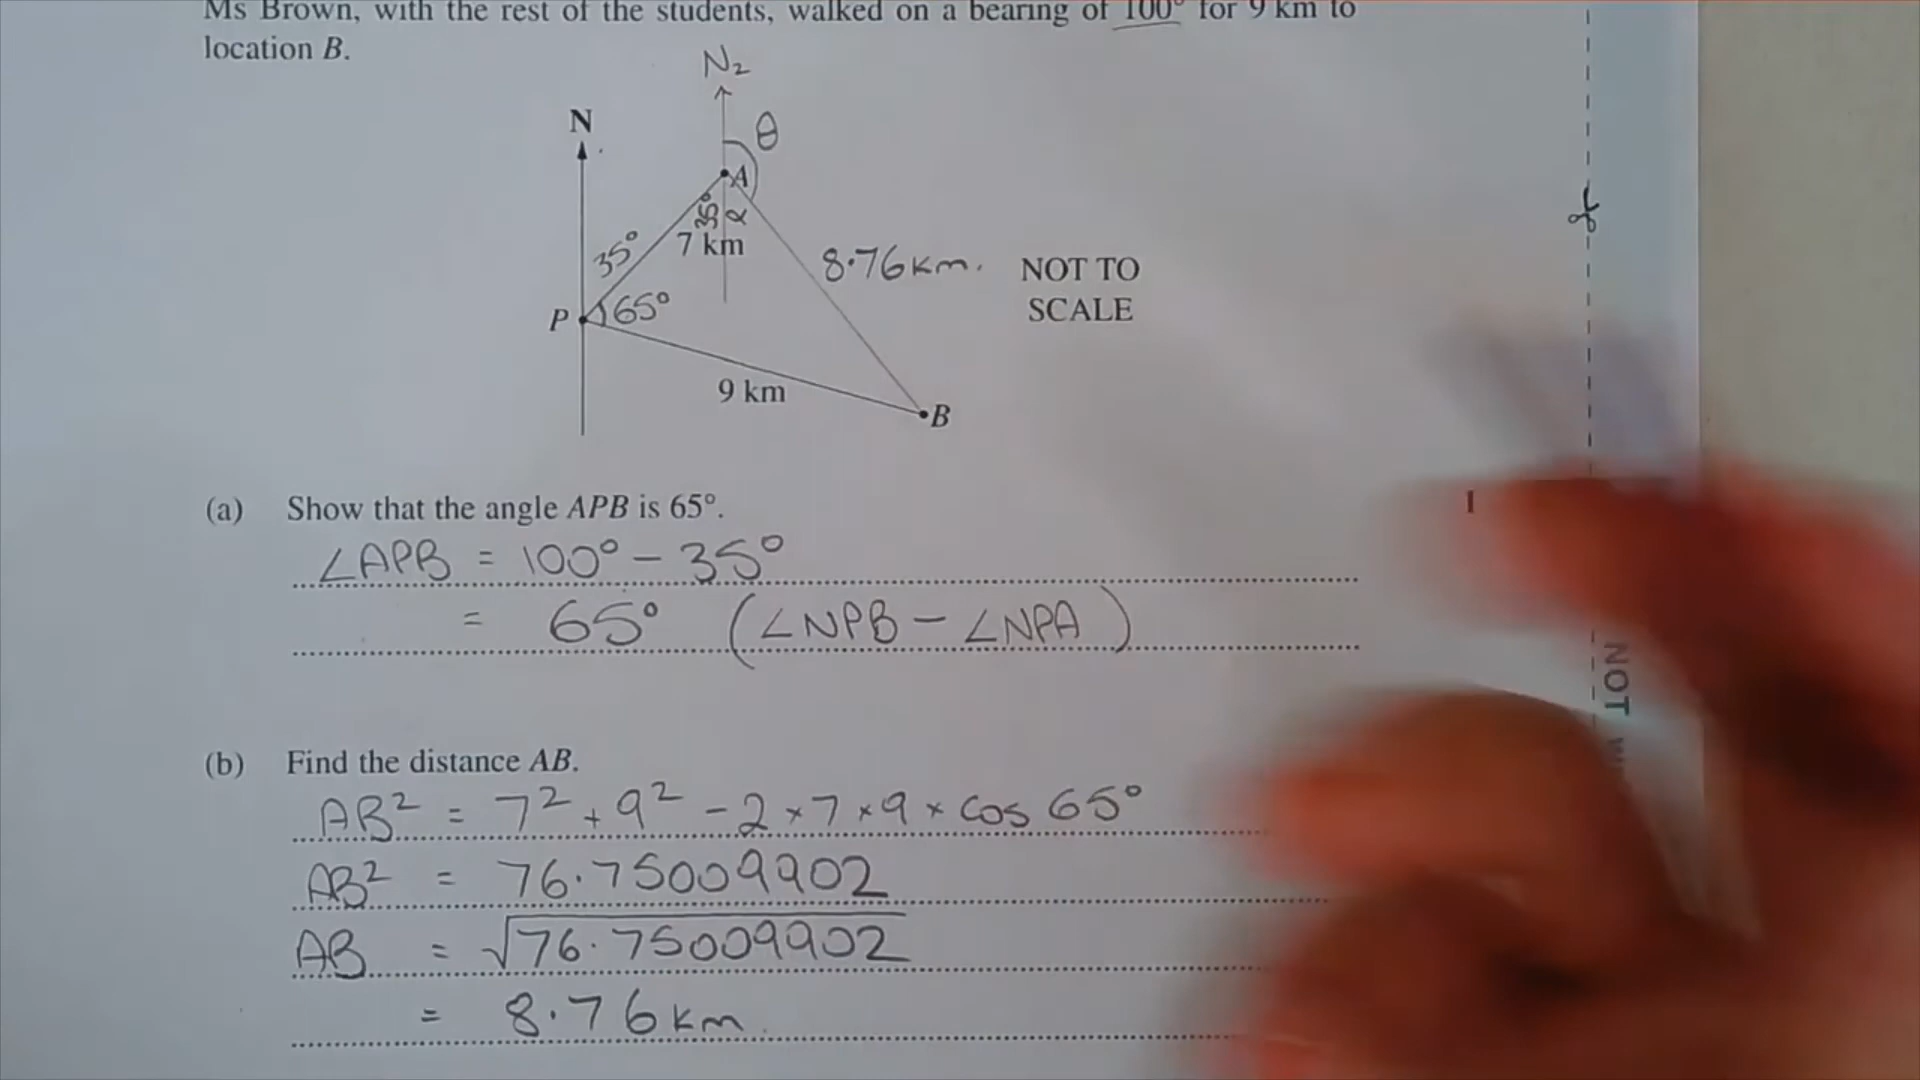 Ms Brown, with the rest of the students, walked on a bearing of 100° for 9 km to
location B.
N₂
N
θ
A
35° α
35°
7 km
8.76km.
NOT TO
SCALE
P
65°
9 km
B
(a) Show that the angle APB is 65°. 1
∠APB = 100° - 35°
= 65° (∠NPB - ∠NPA)
(b) Find the distance AB.
AB² = 7² + 9² - 2 × 7 × 9 × cos 65°
AB² = 76.75009902
AB = √76.75009902
= 8.76 km.
NOT